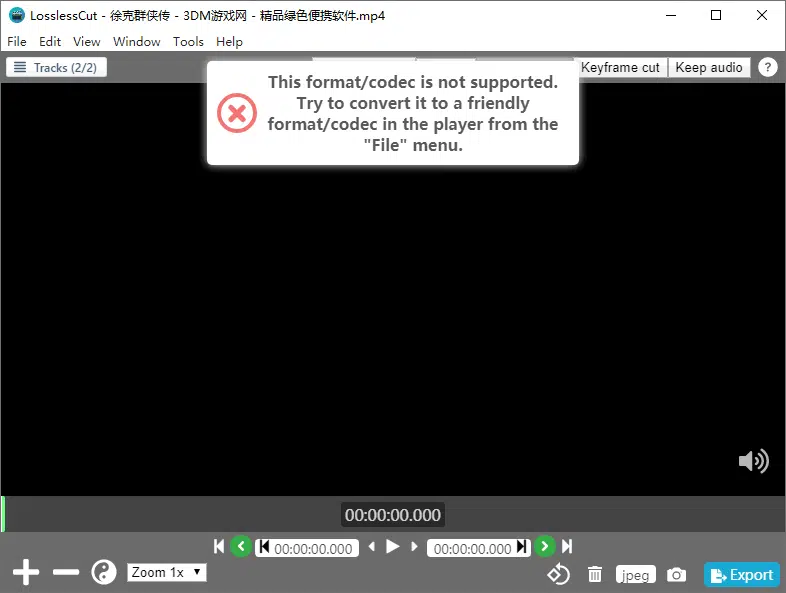 LosslessCut - 徐克群侠传 - 3DM游戏网 - 精品绿色便携软件.mp4
File Edit View Window Tools Help
Tracks (2/2) Keyframe cut Keep audio ?
This format/codec is not supported.
Try to convert it to a friendly
format/codec in the player from the
"File" menu.
00:00:00.000
00:00:00.000 00:00:00.000
Zoom 1x jpeg Export